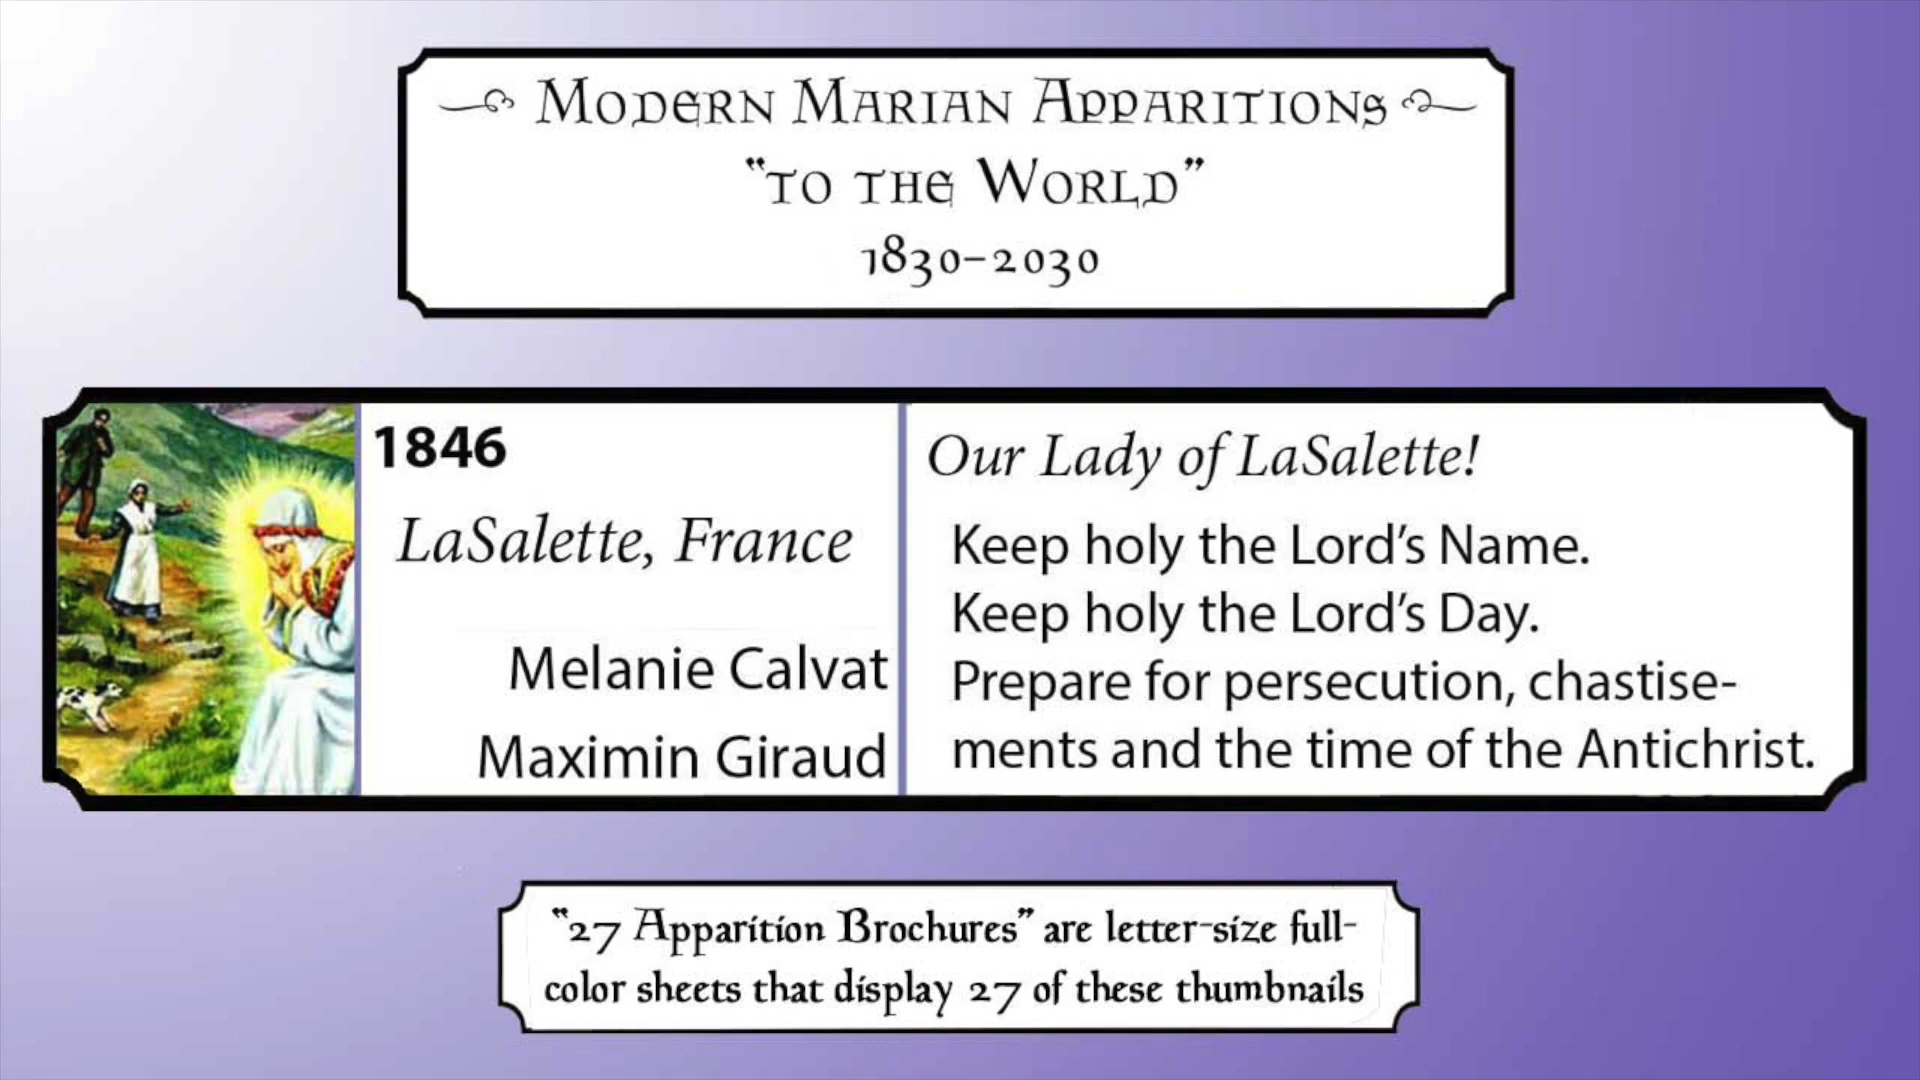 Modern Marian Apparitions
“to the World”
1830–2030
1846
LaSalette, France
Melanie Calvat
Maximin Giraud
Our Lady of LaSalette!
Keep holy the Lord’s Name.
Keep holy the Lord’s Day.
Prepare for persecution, chastise-
ments and the time of the Antichrist.
“27 Apparition Brochures” are letter-size full-
color sheets that display 27 of these thumbnails